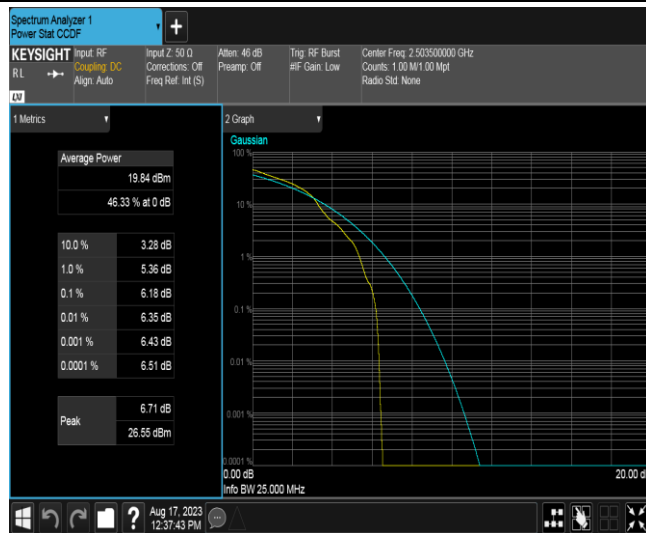 Spectrum Analyzer 1
Power Stat CCDF
+
KEYSIGHT
RL
Input: RF
Coupling: DC
Align: Auto
Input Z: 50 Ω
Corrections: Off
Freq Ref: Int (S)
Atten: 46 dB
Preamp: Off
Trig: RF Burst
#IF Gain: Low
Center Freq: 2.503500000 GHz
Counts: 1.00 M/1.00 Mpt
Radio Std: None
1 Metrics
Average Power
19.84 dBm
46.33 % at 0 dB
10.0 % 3.28 dB
1.0 % 5.36 dB
0.1 % 6.18 dB
0.01 % 6.35 dB
0.001 % 6.43 dB
0.0001 % 6.51 dB
Peak
6.71 dB
26.55 dBm
2 Graph
Gaussian
100 %
10 %
1 %
0.1 %
0.01 %
0.001 %
0.0001 %
0.00 dB
20.00 d
Info BW 25.000 MHz
?
Aug 17, 2023
12:37:43 PM